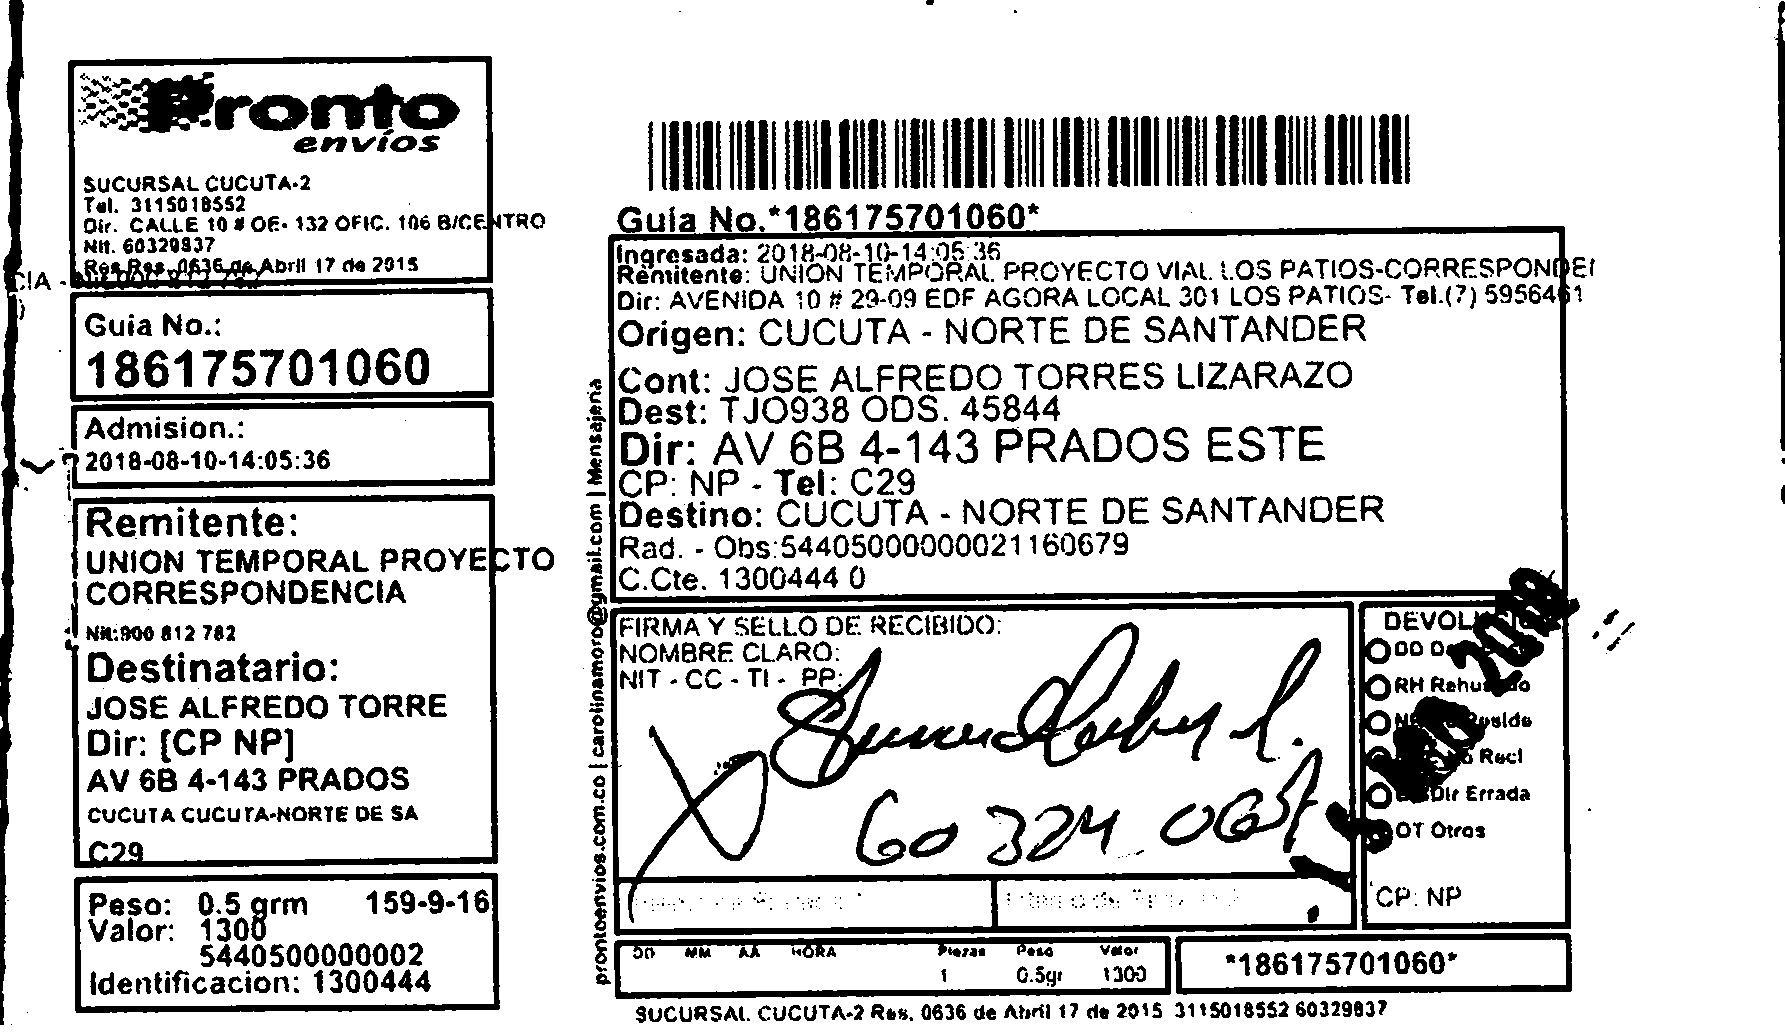 Pronto
envíos
SUCURSAL CUCUTA-2
Tel. 3115018552
Dir. CALLE 10 # OE- 132 OFIC. 106 B/CENTRO
Nit. 60329837
Res Res. 0636 de Abril 17 de 2015
Guia No.:
186175701060
Admision.:
2018-08-10-14:05:36
Remitente:
UNION TEMPORAL PROYECTO
CORRESPONDENCIA
Nit:900 812 782
Destinatario:
JOSE ALFREDO TORRE
Dir: [CP NP]
AV 6B 4-143 PRADOS
CUCUTA CUCUTA-NORTE DE SA
C29
Peso: 0.5 grm 159-9-16
Valor: 1300
5440500000002
Identificacion: 1300444
prontoenvios.com.co | carolinamoro@gmail.com | Mensajeria
Guia No.*186175701060*
Ingresada: 2018-08-10-14:05:36
Remitente: UNION TEMPORAL PROYECTO VIAL LOS PATIOS-CORRESPONDEI
Dir: AVENIDA 10 # 29-09 EDF AGORA LOCAL 301 LOS PATIOS- Tel.(7) 5956461
Origen: CUCUTA - NORTE DE SANTANDER
Cont: JOSE ALFREDO TORRES LIZARAZO
Dest: TJO938 ODS. 45844
Dir: AV 6B 4-143 PRADOS ESTE
CP: NP - Tel: C29
Destino: CUCUTA - NORTE DE SANTANDER
Rad. - Obs:54405000000021160679
C.Cte. 1300444 0
FIRMA Y SELLO DE RECIBIDO:
NOMBRE CLARO:
NIT - CC - TI - PP:
60324
DD
RH Rehusado
Reside
Recl
Dir Errada
OT Otros
CP: NP
DD MM AA HORA Piezas Peso Valor
1 0.5gr 1300
*186175701060*
SUCURSAL CUCUTA-2 Res. 0636 de Abril 17 de 2015 3115018552 60329837